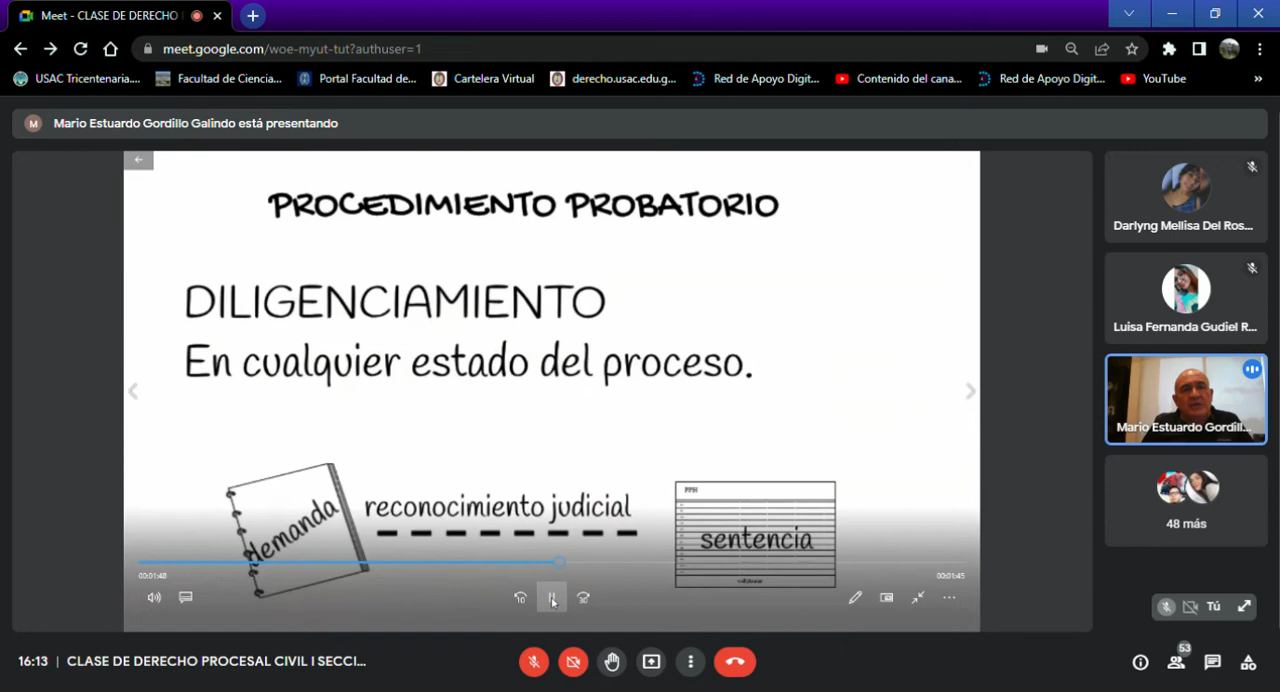 Meet - CLASE DE DERECHO
meet.google.com/woe-myut-tut?authuser=1
USAC Tricentenaria....
Facultad de Ciencia...
Portal Facultad de...
Cartelera Virtual
derecho.usac.edu.g...
Red de Apoyo Digit...
Contenido del cana...
Red de Apoyo Digit...
YouTube
M
Mario Estuardo Gordillo Galindo está presentando
PROCEDIMIENTO PROBATORIO
DILIGENCIAMIENTO
En cualquier estado del proceso.
demanda
reconocimiento judicial
sentencia
00:01:48
00:01:45
10
30
Darlyng Mellisa Del Ros...
Luisa Fernanda Gudiel R...
Mario Estuardo Gordill...
48 más
Tú
16:13 | CLASE DE DERECHO PROCESAL CIVIL I SECCI...
53